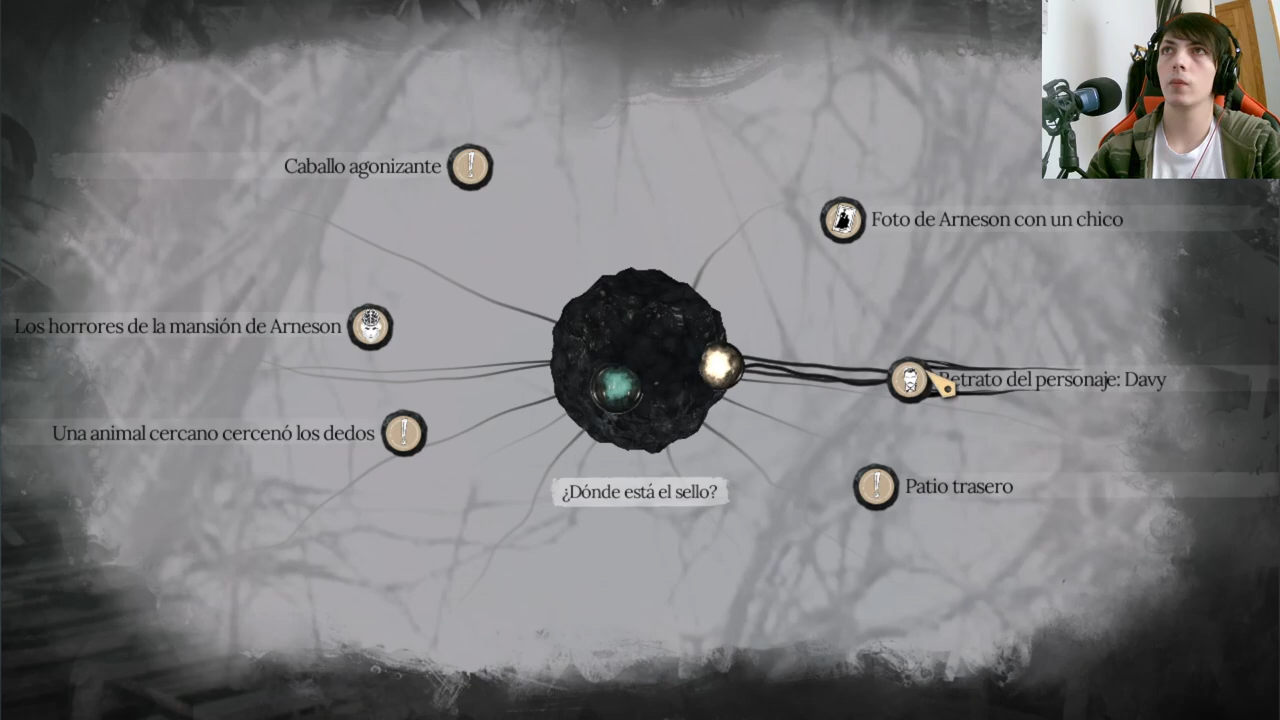 Caballo agonizante
Foto de Arneson con un chico
Los horrores de la mansión de Arneson
Retrato del personaje: Davy
Una animal cercano cercenó los dedos
Patio trasero
¿Dónde está el sello?